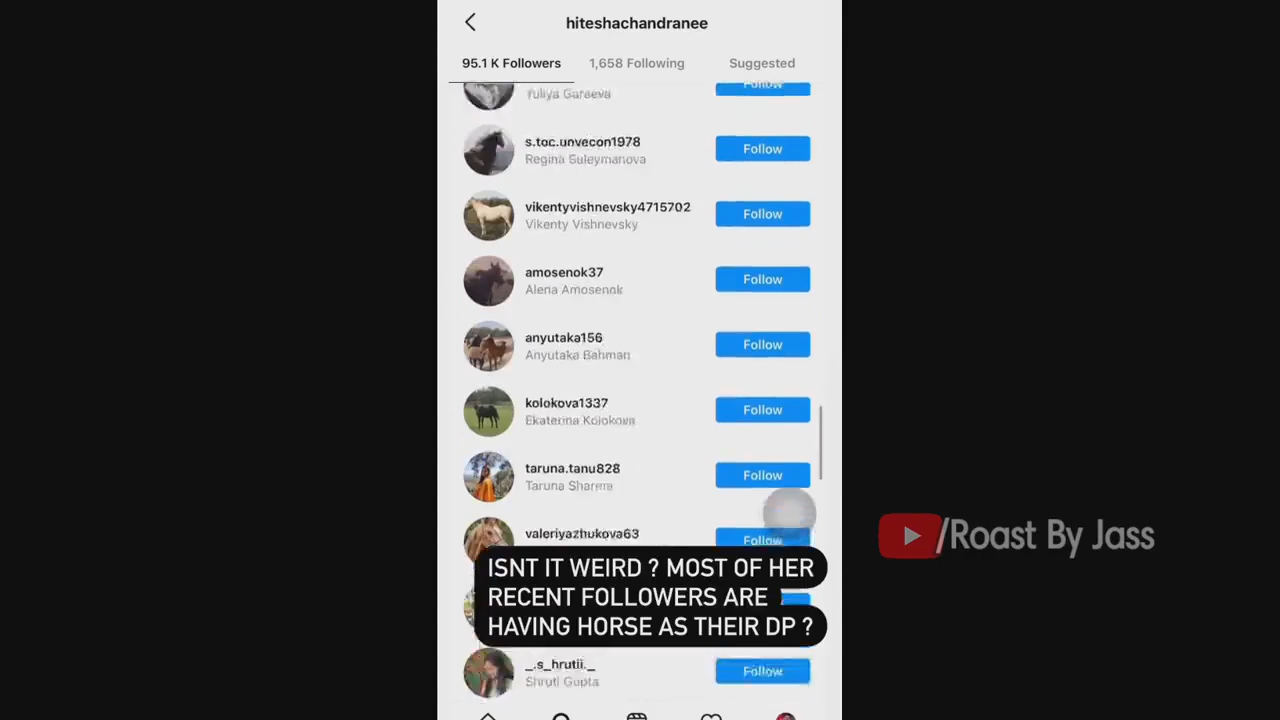 hiteshachandranee
95.1 K Followers 1,658 Following Suggested
Yuliya Garaeva Follow
s.toc.unvecon1978
Regina Suleymanova
Follow
vikentyvishnevsky4715702
Vikenty Vishnevsky
Follow
amosenok37
Alena Amosenok
Follow
anyutaka156
Anyutaka Bahman
Follow
kolokova1337
Ekaterina Kolokova
Follow
taruna.tanu828
Taruna Sharma
Follow
valeriyazhukova63
Follow
/Roast By Jass
ISNT IT WEIRD ? MOST OF HER
RECENT FOLLOWERS ARE
HAVING HORSE AS THEIR DP ?
_.s_hrutii._
Shruti Gupta
Follow